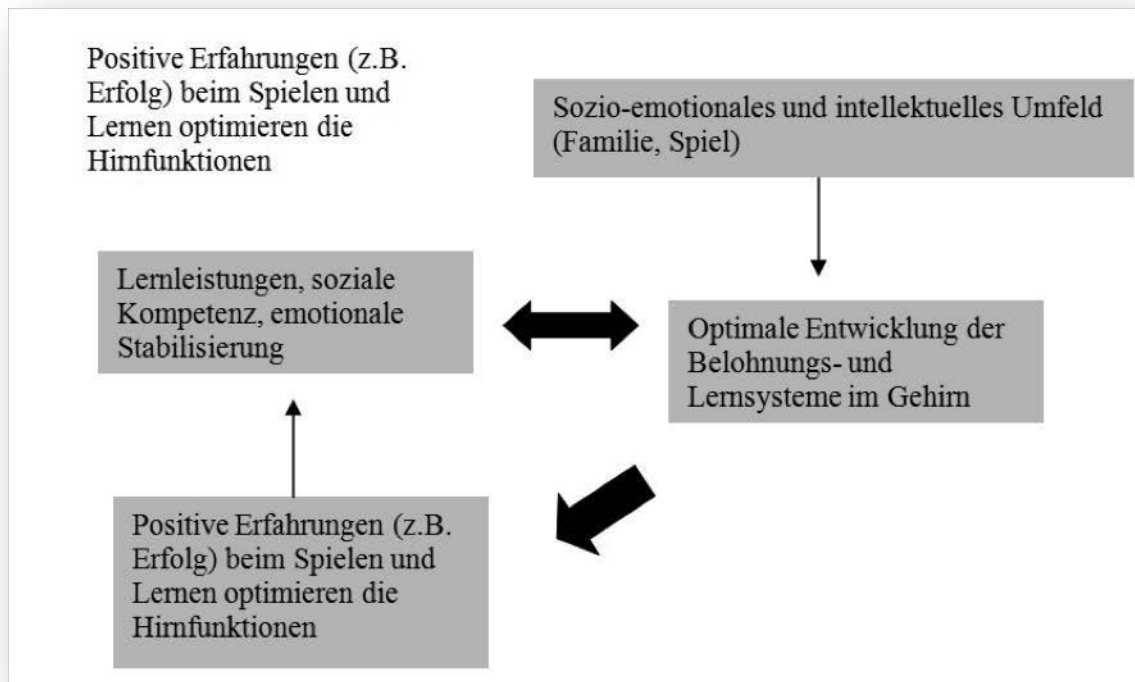 Positive Erfahrungen (z.B.
Erfolg) beim Spielen und
Lernen optimieren die
Hirnfunktionen
Sozio-emotionales und intellektuelles Umfeld
(Familie, Spiel)
Lernleistungen, soziale
Kompetenz, emotionale
Stabilisierung
Optimale Entwicklung der
Belohnungs- und
Lernsysteme im Gehirn
Positive Erfahrungen (z.B.
Erfolg) beim Spielen und
Lernen optimieren die
Hirnfunktionen